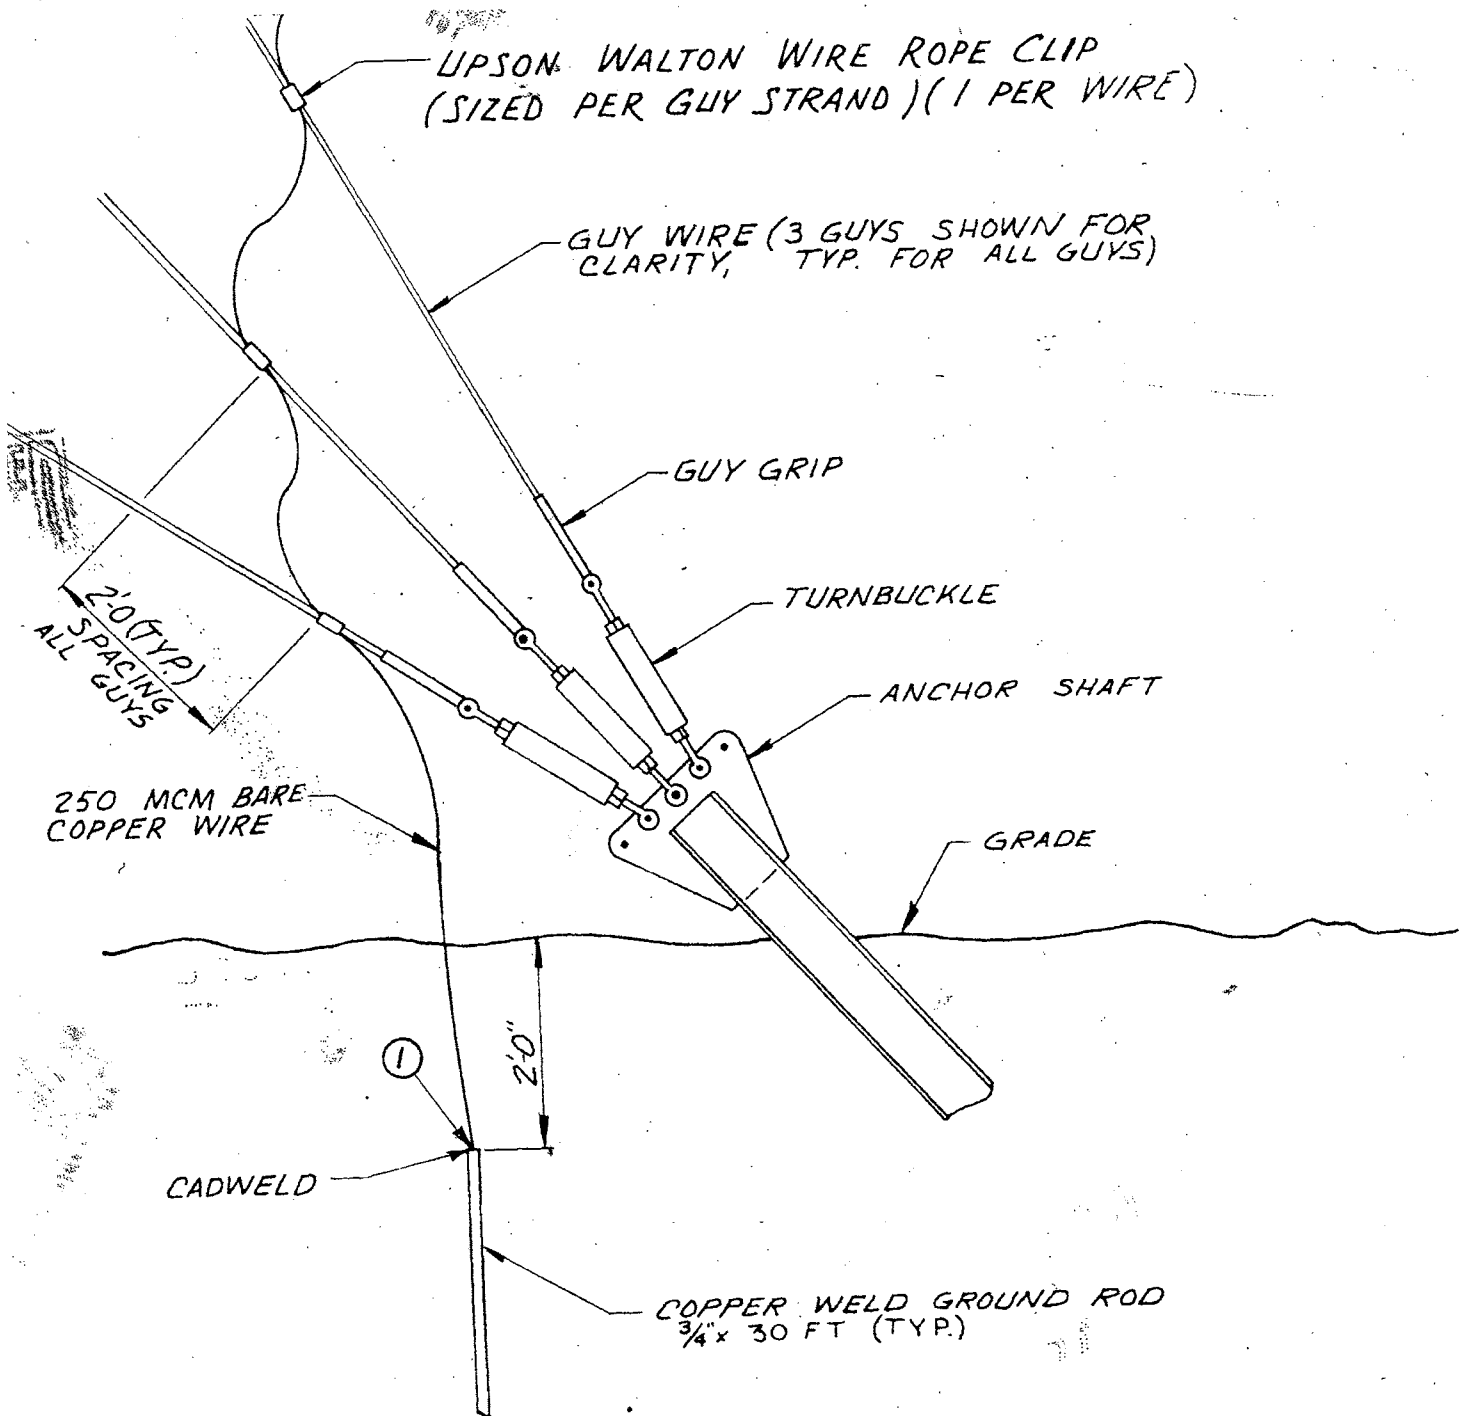 UPSON WALTON WIRE ROPE CLIP
(SIZED PER GUY STRAND)(1 PER WIRE)
GUY WIRE (3 GUYS SHOWN FOR
CLARITY, TYP. FOR ALL GUYS)
GUY GRIP
TURNBUCKLE
2'-0 (TYP.)
SPACING
ALL GUYS
ANCHOR SHAFT
250 MCM BARE
COPPER WIRE
GRADE
2'-0"
1
CADWELD
COPPER WELD GROUND ROD
3/4" x 30 FT (TYP.)